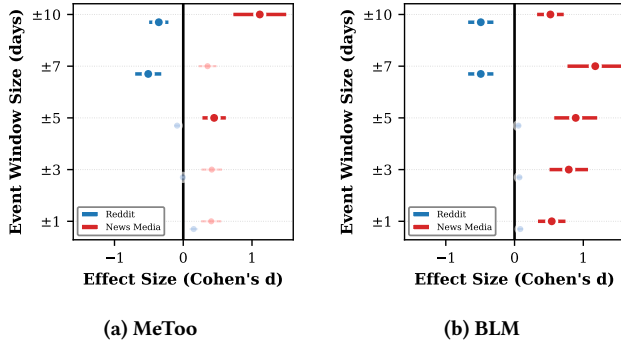 Event Window Size (days)
±10
±7
±5
±3
±1
Reddit
News Media
−1
0
1
Effect Size (Cohen's d)
(a) MeToo
Event Window Size (days)
±10
±7
±5
±3
±1
Reddit
News Media
−1
0
1
Effect Size (Cohen's d)
(b) BLM